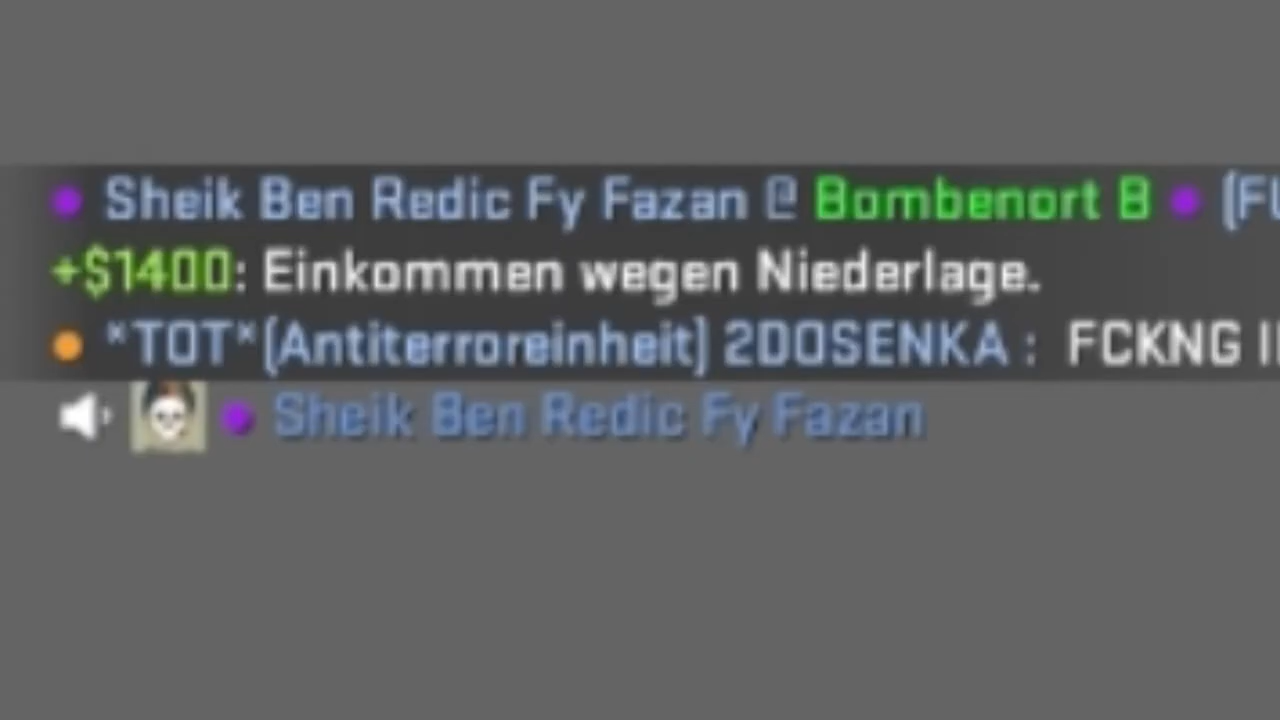 Sheik Ben Redic Fy Fazan @ Bombenort B
+$1400: Einkommen wegen Niederlage.
*TOT*(Antiterroreinheit) 2DOSENKA : FCKNG
Sheik Ben Redic Fy Fazan